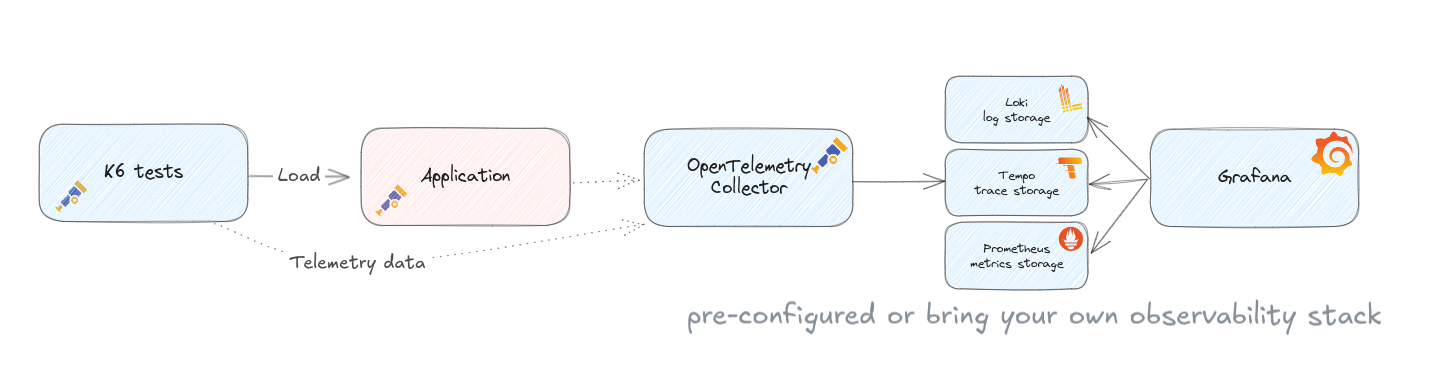 K6 tests
Load
Application
OpenTelemetry
Collector
Loki
log storage
Tempo
trace storage
Prometheus
metrics storage
Grafana
Telemetry data
pre-configured or bring your own observability stack